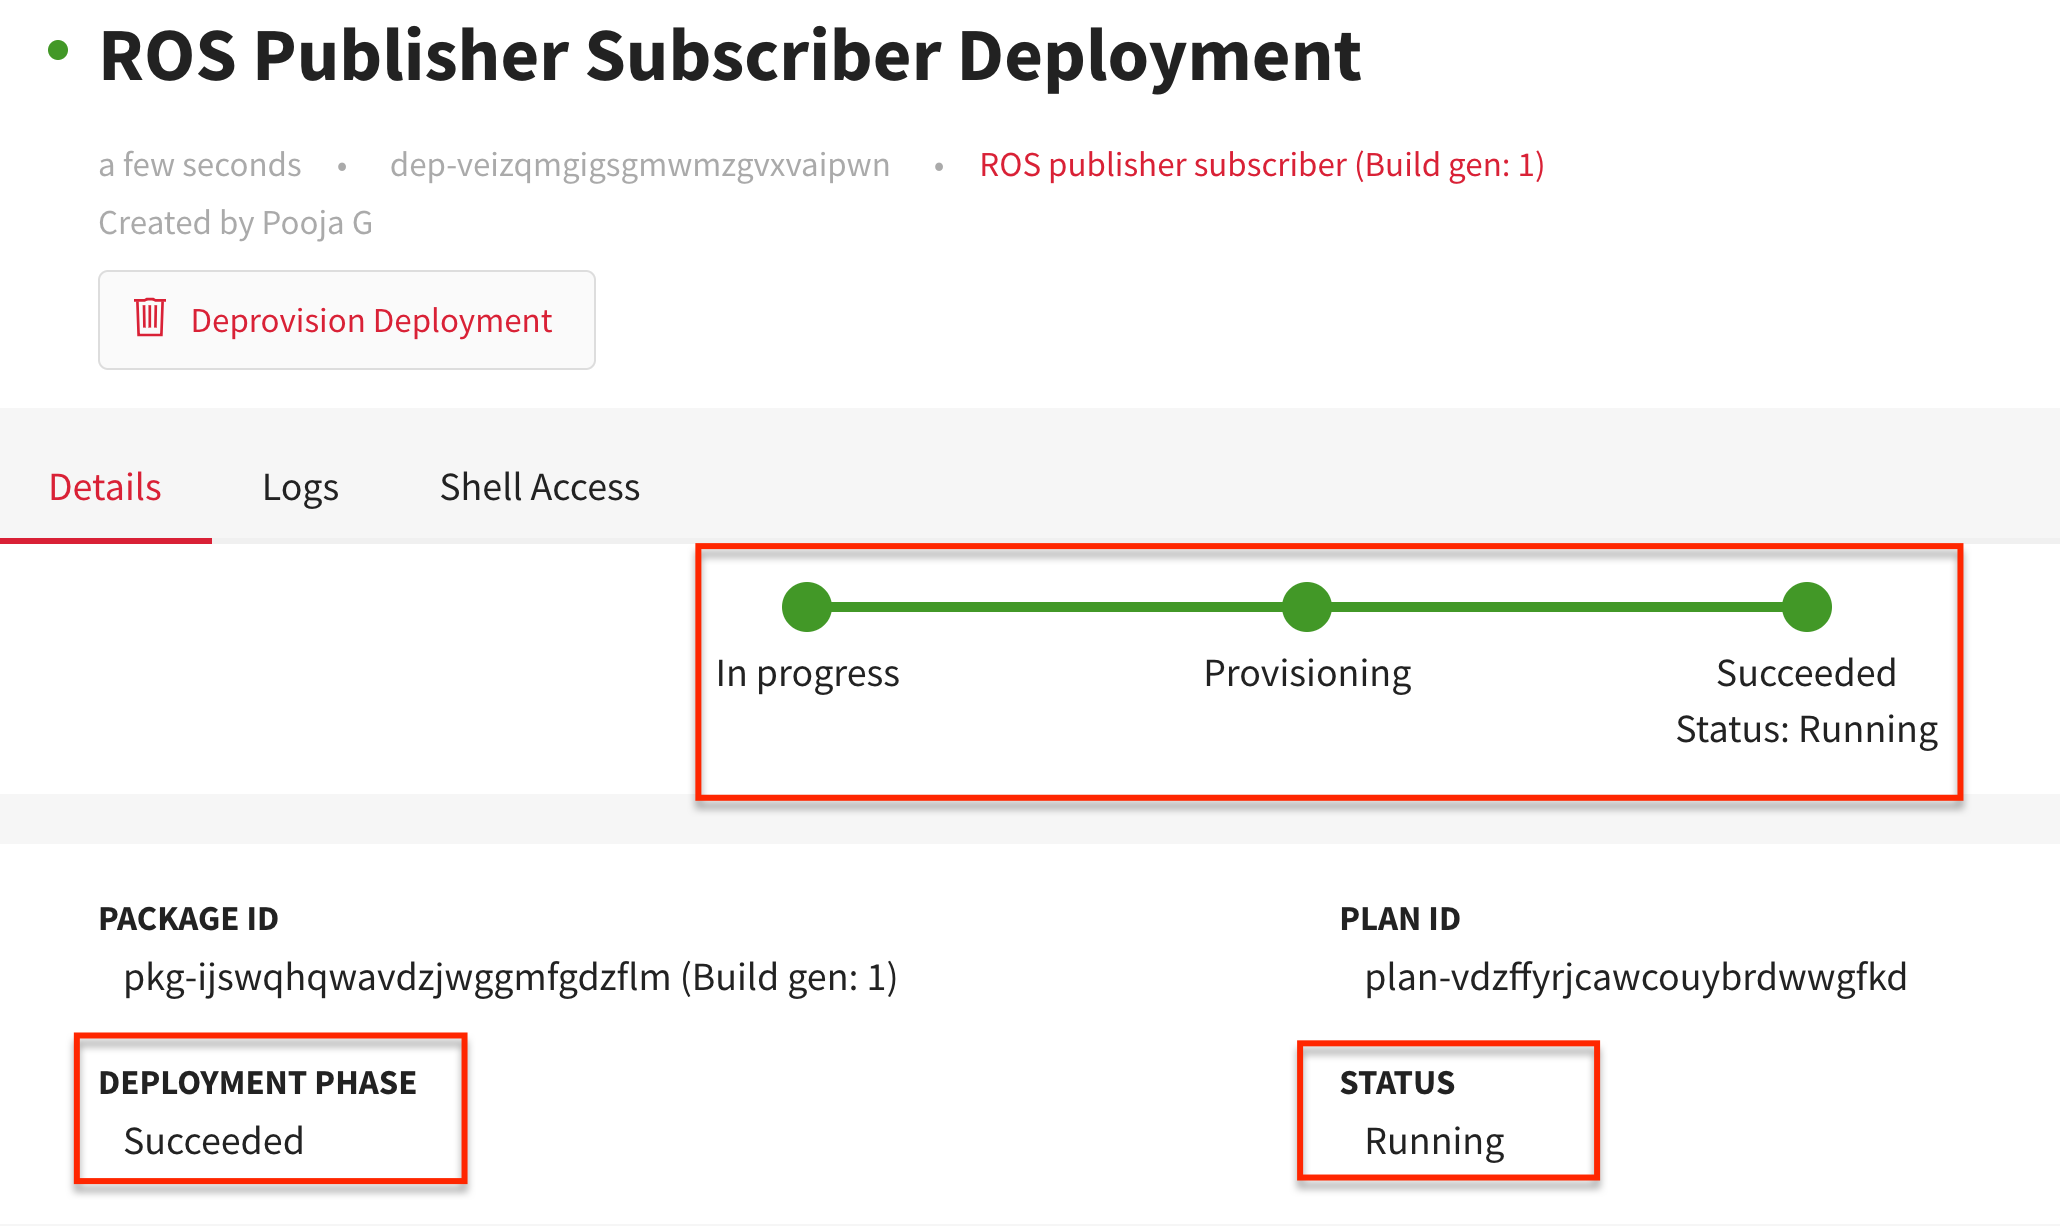 ROS Publisher Subscriber Deployment
a few seconds • dep-veizqmgigsgmwmzgvxvaipwn • ROS publisher subscriber (Build gen: 1)
Created by Pooja G
Deprovision Deployment
Details Logs Shell Access
In progress Provisioning Succeeded
Status: Running
PACKAGE ID PLAN ID
pkg-ijswqhqwavdzjwggmfgdzflm (Build gen: 1) plan-vdzffyrjcawcouybrdwwgfkd
DEPLOYMENT PHASE STATUS
Succeeded Running